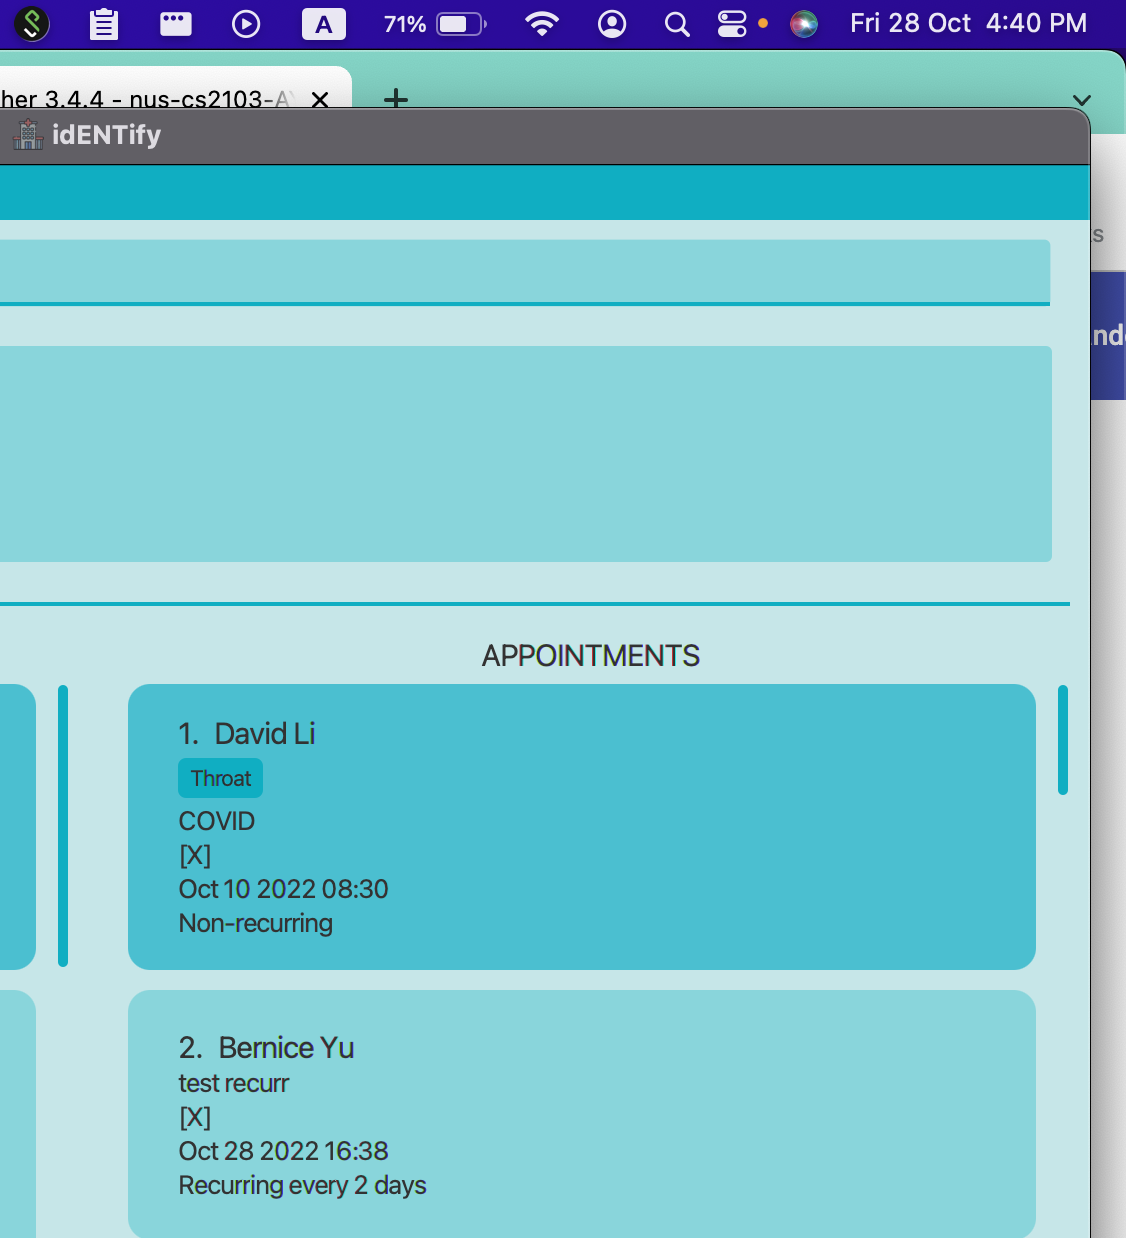 A
71%
Fri 28 Oct 4:40 PM
her 3.4.4 - nus-cs2103-A
idENTify
s
nd
APPOINTMENTS
1. David Li
Throat
COVID
[X]
Oct 10 2022 08:30
Non-recurring
2. Bernice Yu
test recurr
[X]
Oct 28 2022 16:38
Recurring every 2 days